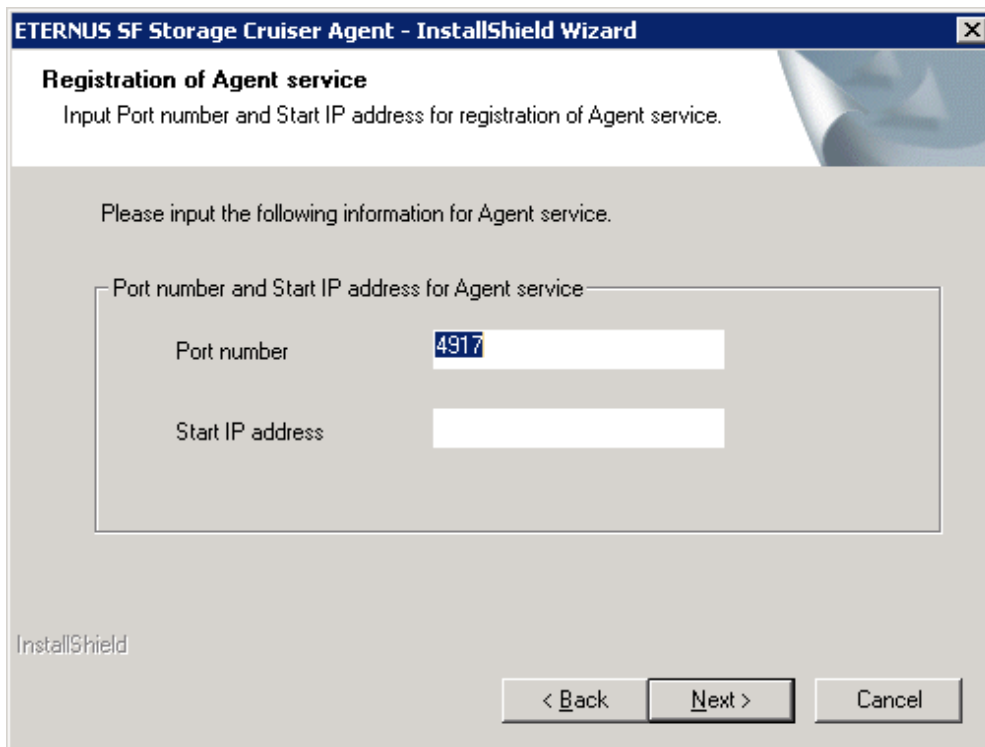 ETERNUS SF Storage Cruiser Agent - InstallShield Wizard
Registration of Agent service
Input Port number and Start IP address for registration of Agent service.
Please input the following information for Agent service.
Port number and Start IP address for Agent service
Port number 4917
Start IP address
InstallShield
< Back Next > Cancel